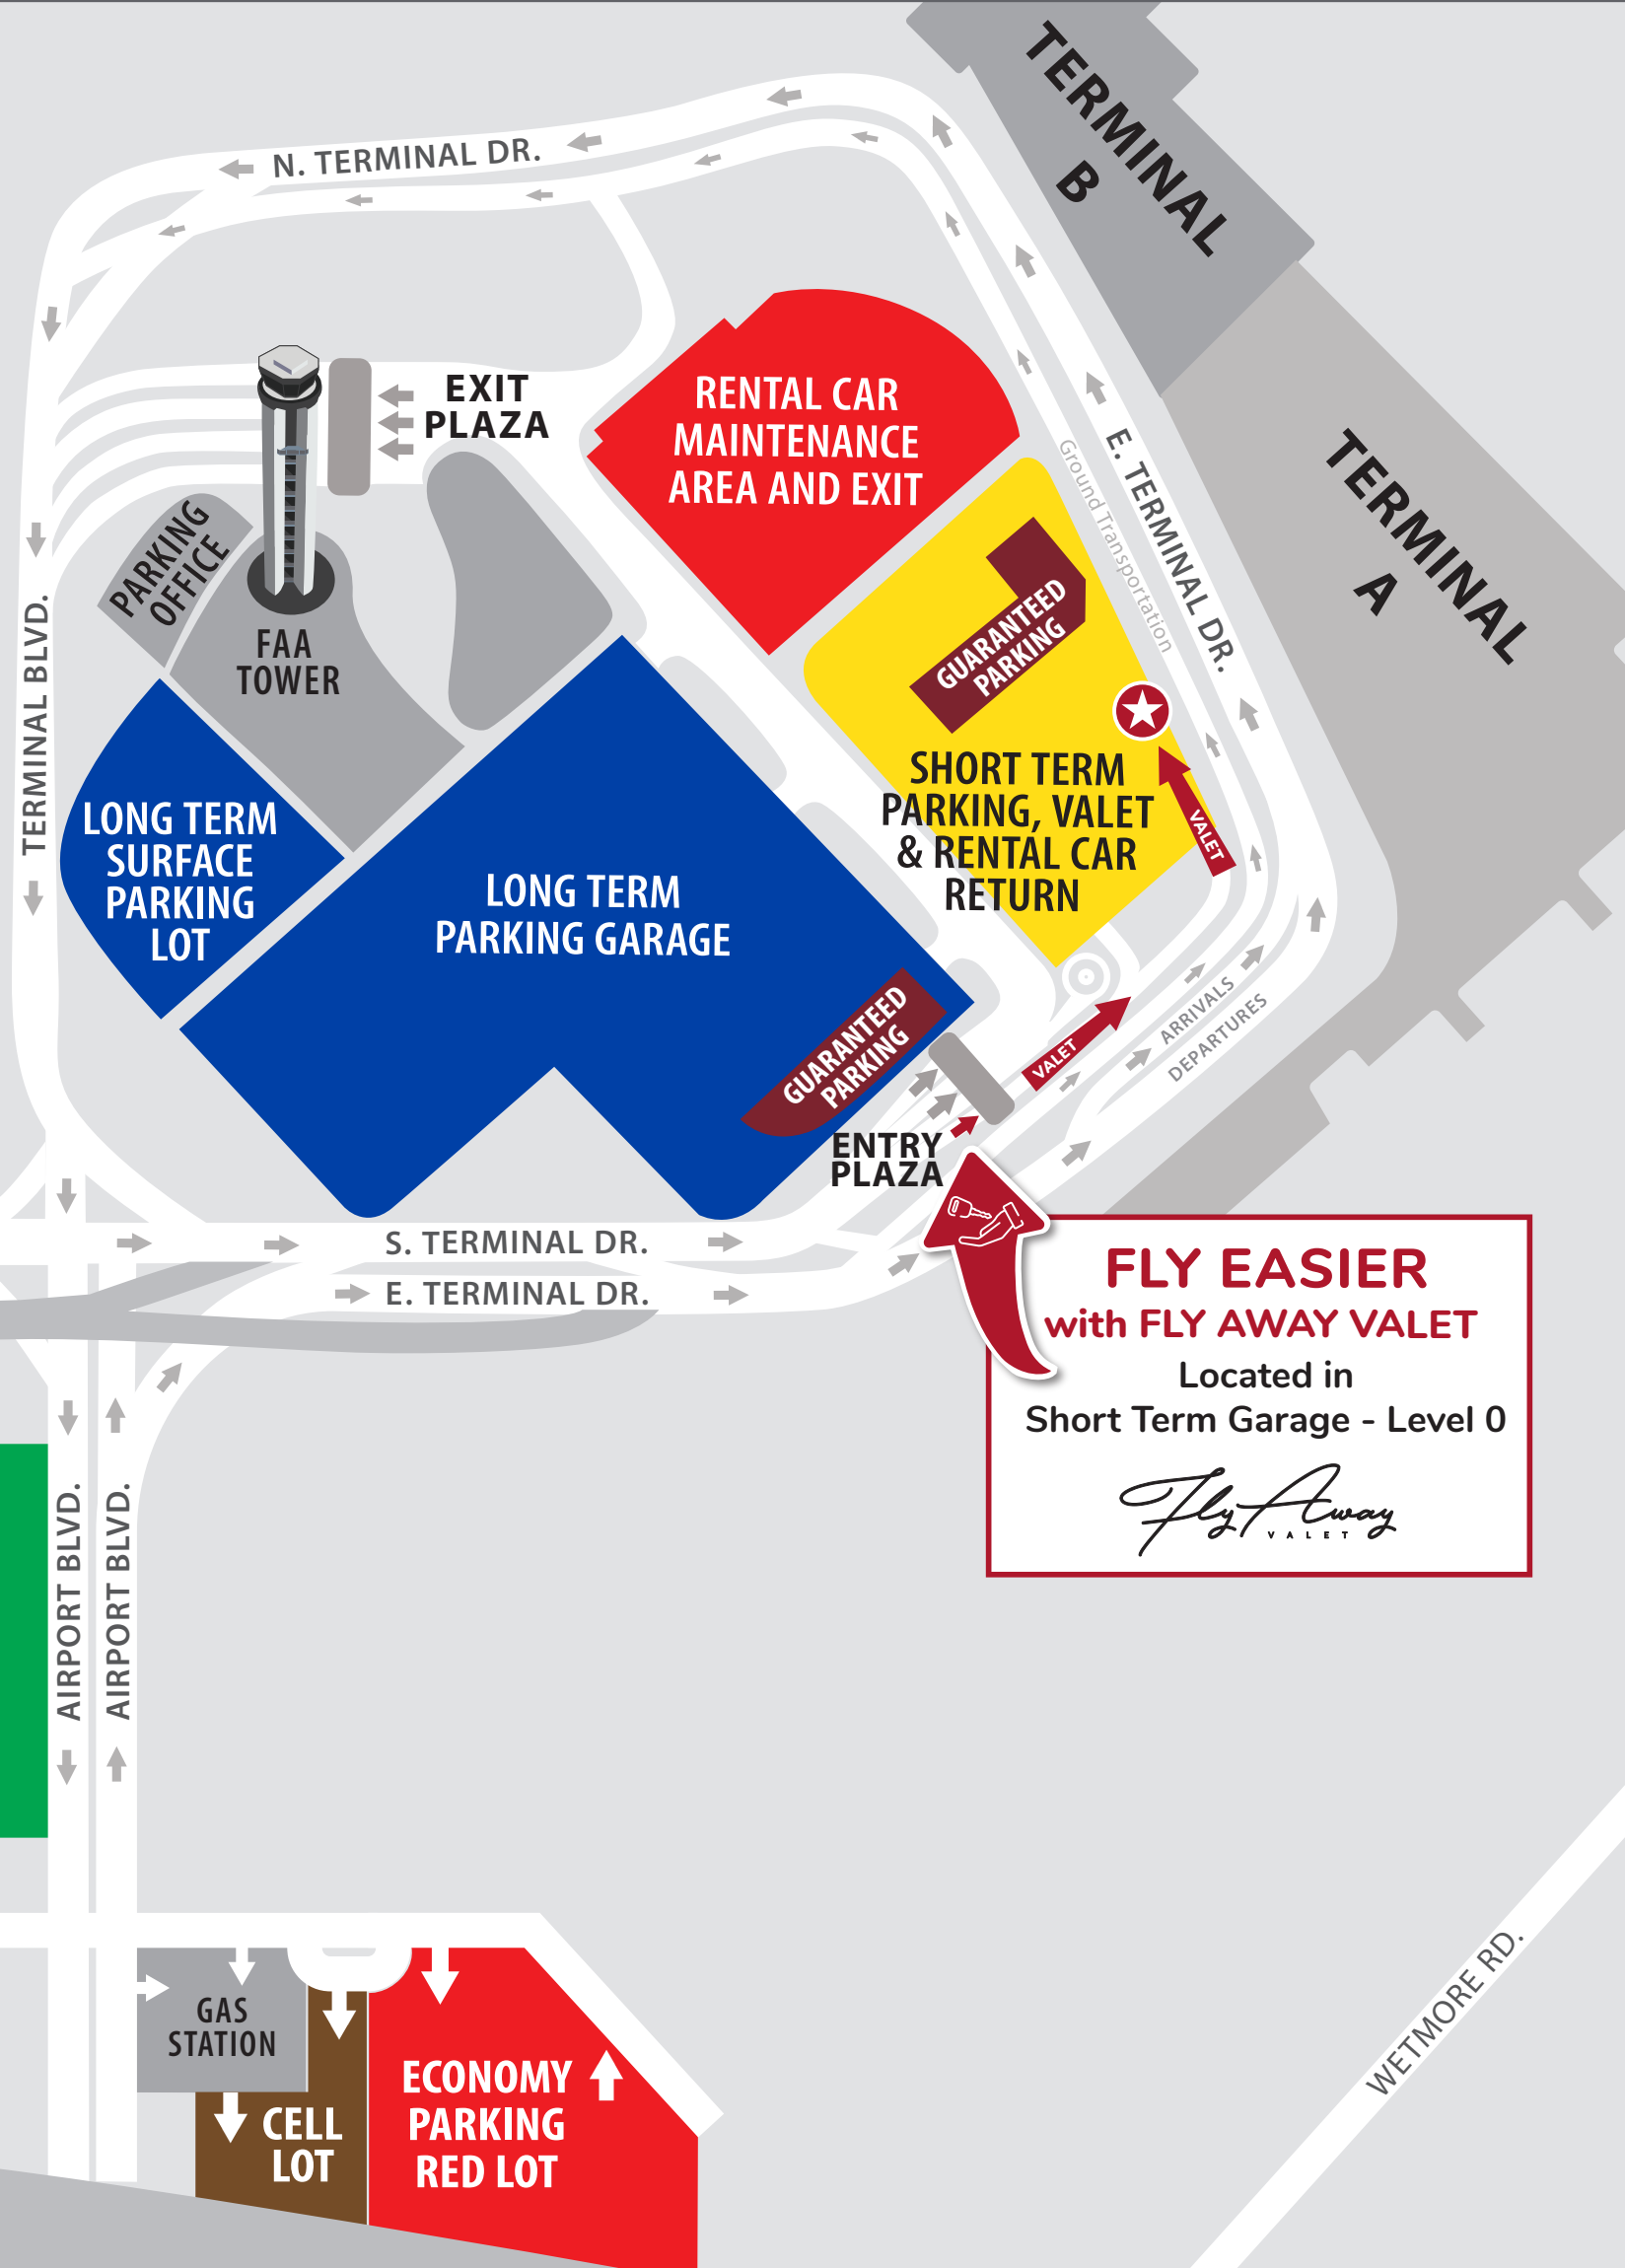 TERMINAL
B
N. TERMINAL DR.
EXIT
PLAZA
RENTAL CAR
MAINTENANCE
AREA AND EXIT
E. TERMINAL DR.
Ground Transportation
TERMINAL
A
PARKING
OFFICE
FAA
TOWER
TERMINAL BLVD.
GUARANTEED
PARKING
SHORT TERM
PARKING, VALET
& RENTAL CAR
RETURN
VALET
LONG TERM
SURFACE
PARKING
LOT
LONG TERM
PARKING GARAGE
GUARANTEED
PARKING
VALET
ARRIVALS
DEPARTURES
ENTRY
PLAZA
S. TERMINAL DR.
E. TERMINAL DR.
FLY EASIER
with FLY AWAY VALET
Located in
Short Term Garage - Level 0
Fly Away
VALET
AIRPORT BLVD.
AIRPORT BLVD.
WETMORE RD.
GAS
STATION
CELL
LOT
ECONOMY
PARKING
RED LOT